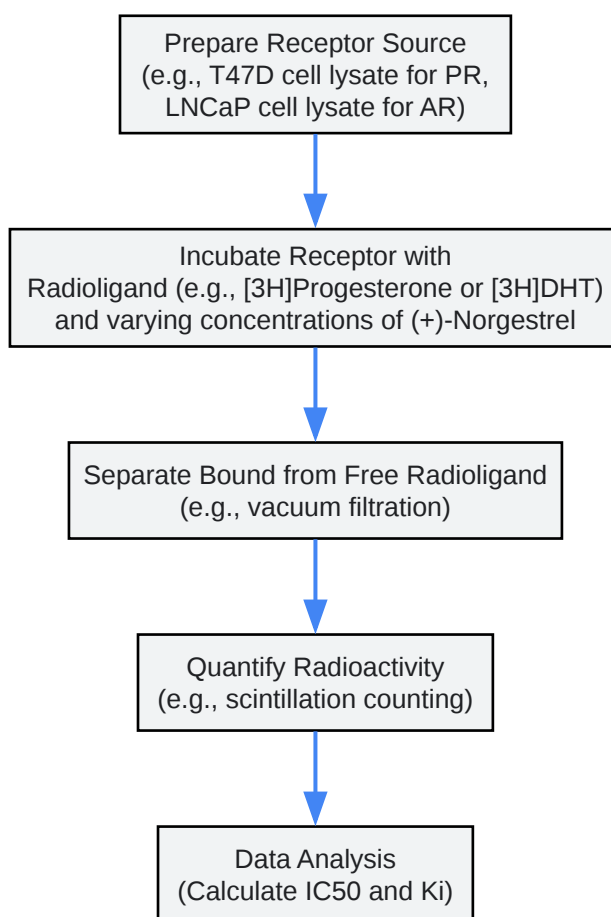 Prepare Receptor Source
(e.g., T47D cell lysate for PR,
LNCaP cell lysate for AR)
Incubate Receptor with
Radioligand (e.g., [3H]Progesterone or [3H]DHT)
and varying concentrations of (+)-Norgestrel
Separate Bound from Free Radioligand
(e.g., vacuum filtration)
Quantify Radioactivity
(e.g., scintillation counting)
Data Analysis
(Calculate IC50 and Ki)